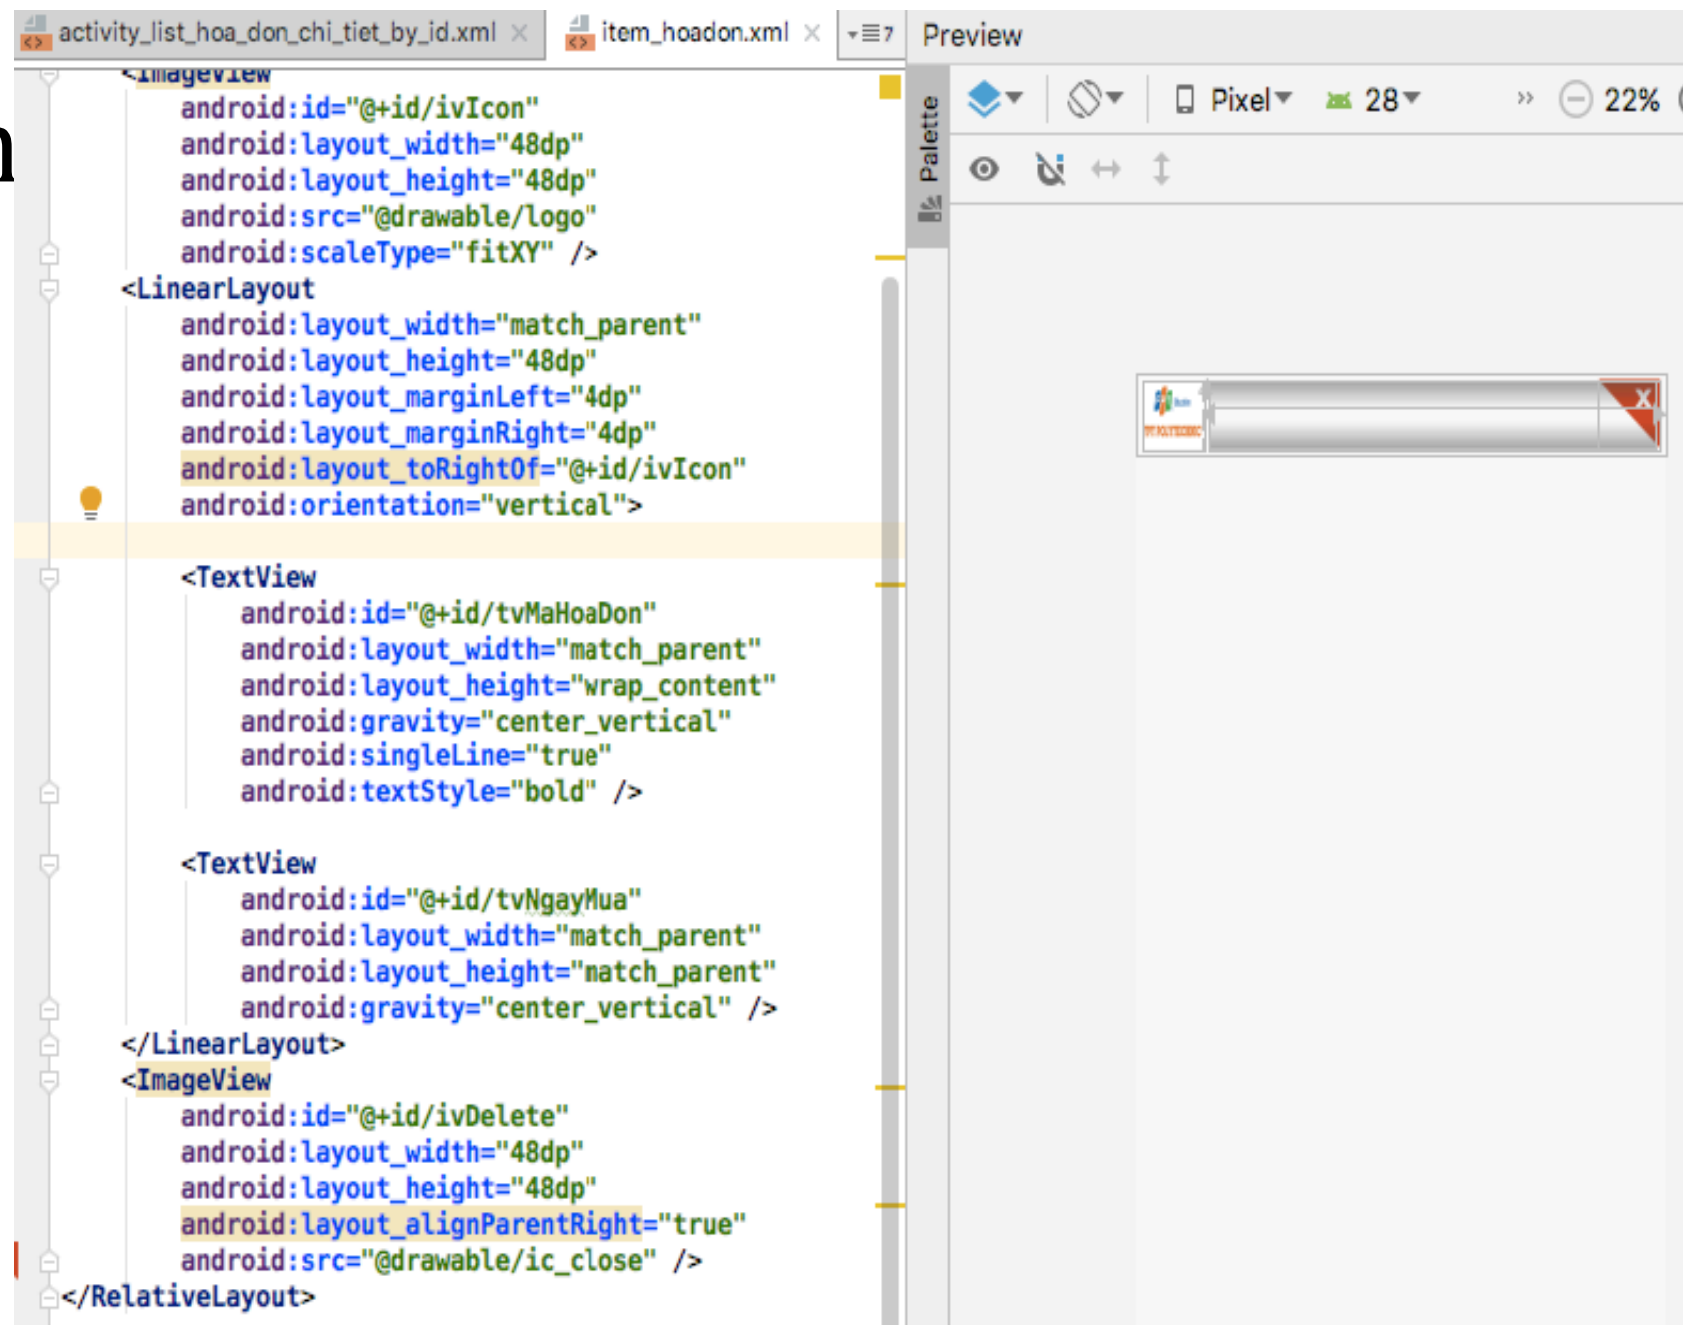 activity_list_hoa_don_chi_tiet_by_id.xml
item_hoadon.xml
7
Preview
<ImageView
android:id="@+id/ivIcon"
android:layout_width="48dp"
android:layout_height="48dp"
android:src="@drawable/logo"
android:scaleType="fitXY" />
<LinearLayout
android:layout_width="match_parent"
android:layout_height="48dp"
android:layout_marginLeft="4dp"
android:layout_marginRight="4dp"
android:layout_toRightOf="@+id/ivIcon"
android:orientation="vertical">
<TextView
android:id="@+id/tvMaHoaDon"
android:layout_width="match_parent"
android:layout_height="wrap_content"
android:gravity="center_vertical"
android:singleLine="true"
android:textStyle="bold" />
<TextView
android:id="@+id/tvNgayMua"
android:layout_width="match_parent"
android:layout_height="match_parent"
android:gravity="center_vertical" />
</LinearLayout>
<ImageView
android:id="@+id/ivDelete"
android:layout_width="48dp"
android:layout_height="48dp"
android:layout_alignParentRight="true"
android:src="@drawable/ic_close" />
</RelativeLayout>
n
Palette
Pixel
28
22%
FPT POLYTECHNIC